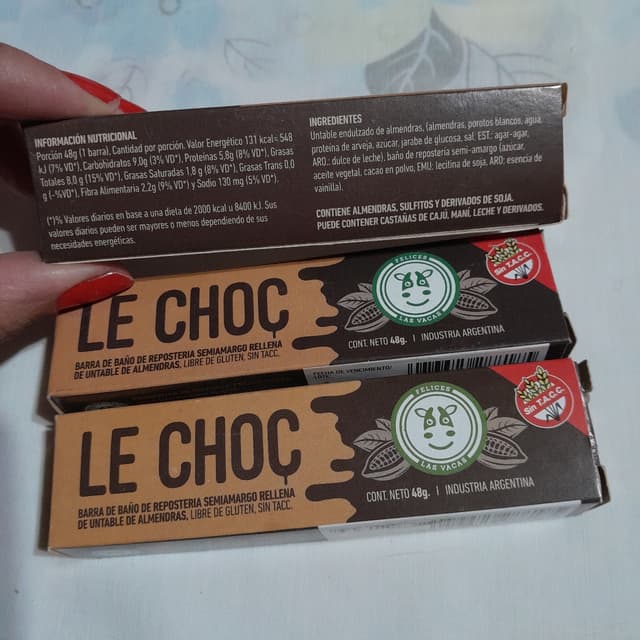 INFORMACIÓN NUTRICIONAL
Porción 48g (1 barra). Cantidad por porción. Valor Energético 131 kcal= 548
kJ (7% VD*), Carbohidratos 9,0g (3% VD*), Proteínas 5,8g (8% VD*), Grasas
Totales 8,0 g (15% VD*), Grasas Saturadas 1,8 g (8% VD*), Grasas Trans 0,0
g (-%VD*), Fibra Alimentaria 2,2g (9% VD*) y Sodio 130 mg (5% VD*).
(*)% Valores diarios en base a una dieta de 2000 kcal u 8400 kJ. Sus
valores diarios pueden ser mayores o menos dependiendo de sus
necesidades energéticas.
INGREDIENTES
Untable endulzado de almendras, (almendras, porotos blancos, agua,
proteína de arveja, azúcar, jarabe de glucosa, sal, EST.: agar-agar,
ARO.: dulce de leche), baño de repostería semi-amargo (azúcar,
aceite vegetal, cacao en polvo, EMU: lecitina de soja, ARO: esencia de
vainilla).
CONTIENE ALMENDRAS, SULFITOS Y DERIVADOS DE SOJA.
PUEDE CONTENER CASTAÑAS DE CAJÚ, MANÍ, LECHE Y DERIVADOS.
LE CHOÇ
BARRA DE BAÑO DE REPOSTERIA SEMIAMARGO RELLENA
DE UNTABLE DE ALMENDRAS, LIBRE DE GLUTEN, SIN TACC.
FELICES
LAS VACAS
CONT. NETO 48g. | INDUSTRIA ARGENTINA
Sin T.A.C.C.
FECHA DE VENCIMIENTO/
LOTE
LE CHOÇ
BARRA DE BAÑO DE REPOSTERIA SEMIAMARGO RELLENA
DE UNTABLE DE ALMENDRAS, LIBRE DE GLUTEN, SIN TACC.
FELICES
LAS VACAS
CONT. NETO 48g. | INDUSTRIA ARGENTINA
Sin T.A.C.C.